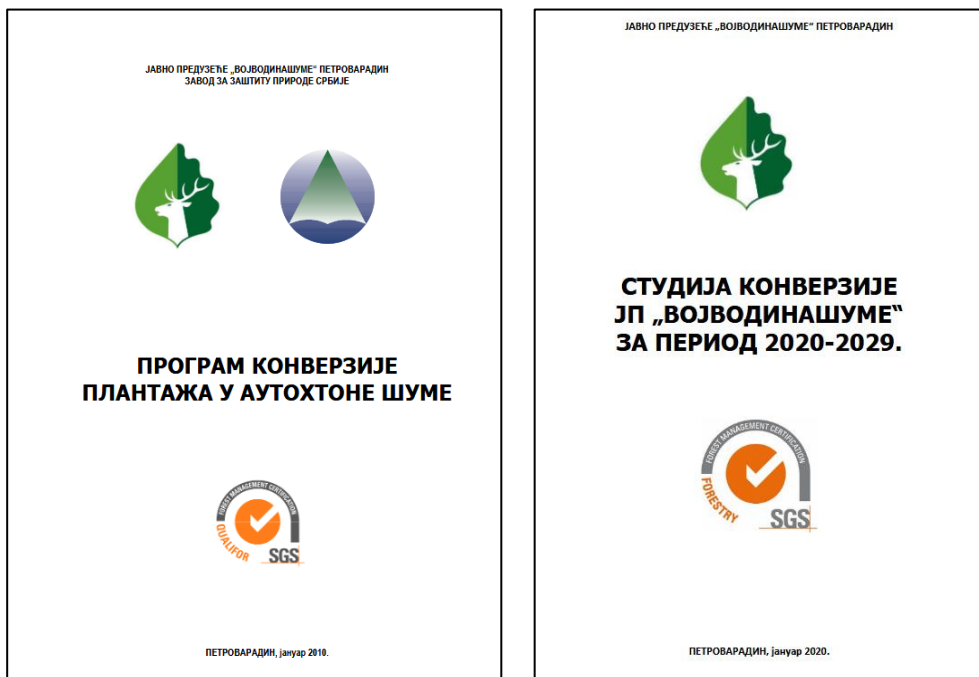 ЈАВНО ПРЕДУЗЕЋЕ „ВОЈВОДИНАШУМЕ“ ПЕТРОВАРАДИН
ЗАВОД ЗА ЗАШТИТУ ПРИРОДЕ СРБИЈЕ
ПРОГРАМ КОНВЕРЗИЈЕ
ПЛАНТАЖА У АУТОХТОНЕ ШУМЕ
FOREST MANAGEMENT CERTIFICATION
QUALIFOR
SGS
ПЕТРОВАРАДИН, јануар 2010.
ЈАВНО ПРЕДУЗЕЋЕ „ВОЈВОДИНАШУМЕ“ ПЕТРОВАРАДИН
СТУДИЈА КОНВЕРЗИЈЕ
ЈП „ВОЈВОДИНАШУМЕ“
ЗА ПЕРИОД 2020-2029.
FOREST MANAGEMENT CERTIFICATION
FORESTRY
SGS
ПЕТРОВАРАДИН, јануар 2020.